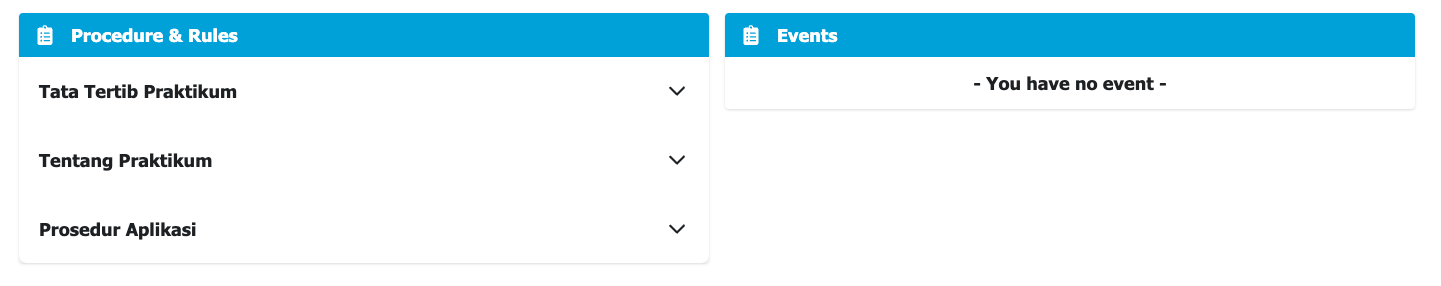 Procedure & Rules
Tata Tertib Praktikum
Tentang Praktikum
Prosedur Aplikasi
Events
- You have no event -